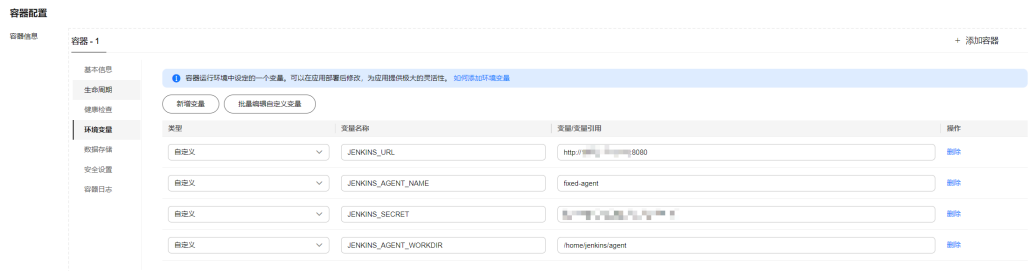 容器配置
容器信息
容器 - 1
+ 添加容器
基本信息
生命周期
健康检查
环境变量
数据存储
安全设置
容器日志
容器运行环境中设定的一个变量，可以在应用部署后修改，为应用提供极大的灵活性。 如何添加环境变量
新增变量 批量编辑自定义变量
类型 变量名称 变量/变量引用 操作
自定义 JENKINS_URL http:// :8080 删除
自定义 JENKINS_AGENT_NAME fixed-agent 删除
自定义 JENKINS_SECRET 删除
自定义 JENKINS_AGENT_WORKDIR /home/jenkins/agent 删除